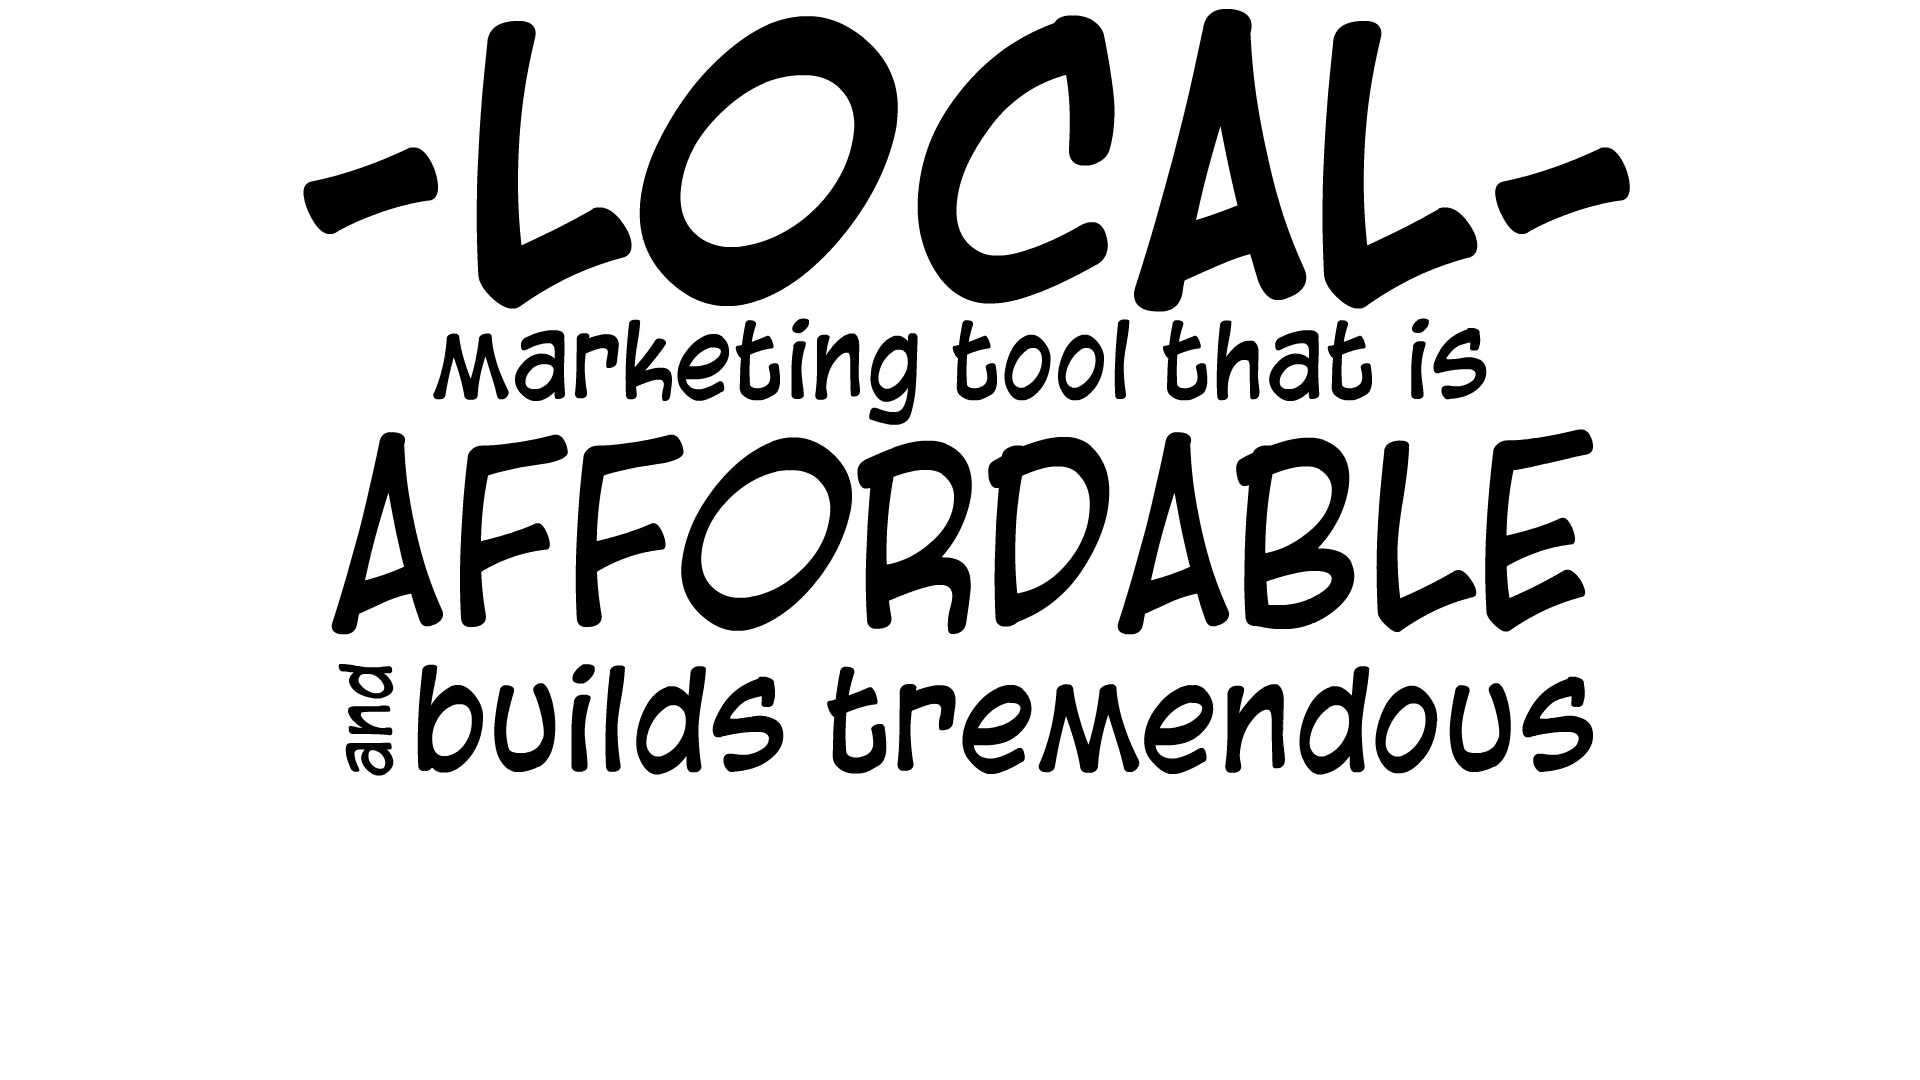 -LOCAL-
marketing tool that is
AFFORDABLE
and builds tremendous